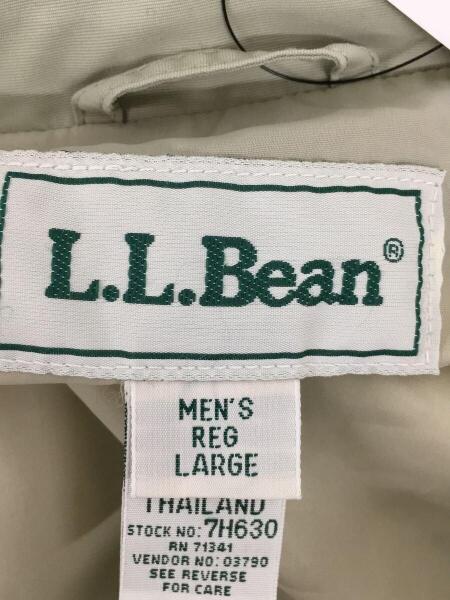 L.L.Bean®
MEN'S
REG
LARGE
THAILAND
STOCK NO: 7H630
RN 71341
VENDOR NO: 03790
SEE REVERSE
FOR CARE